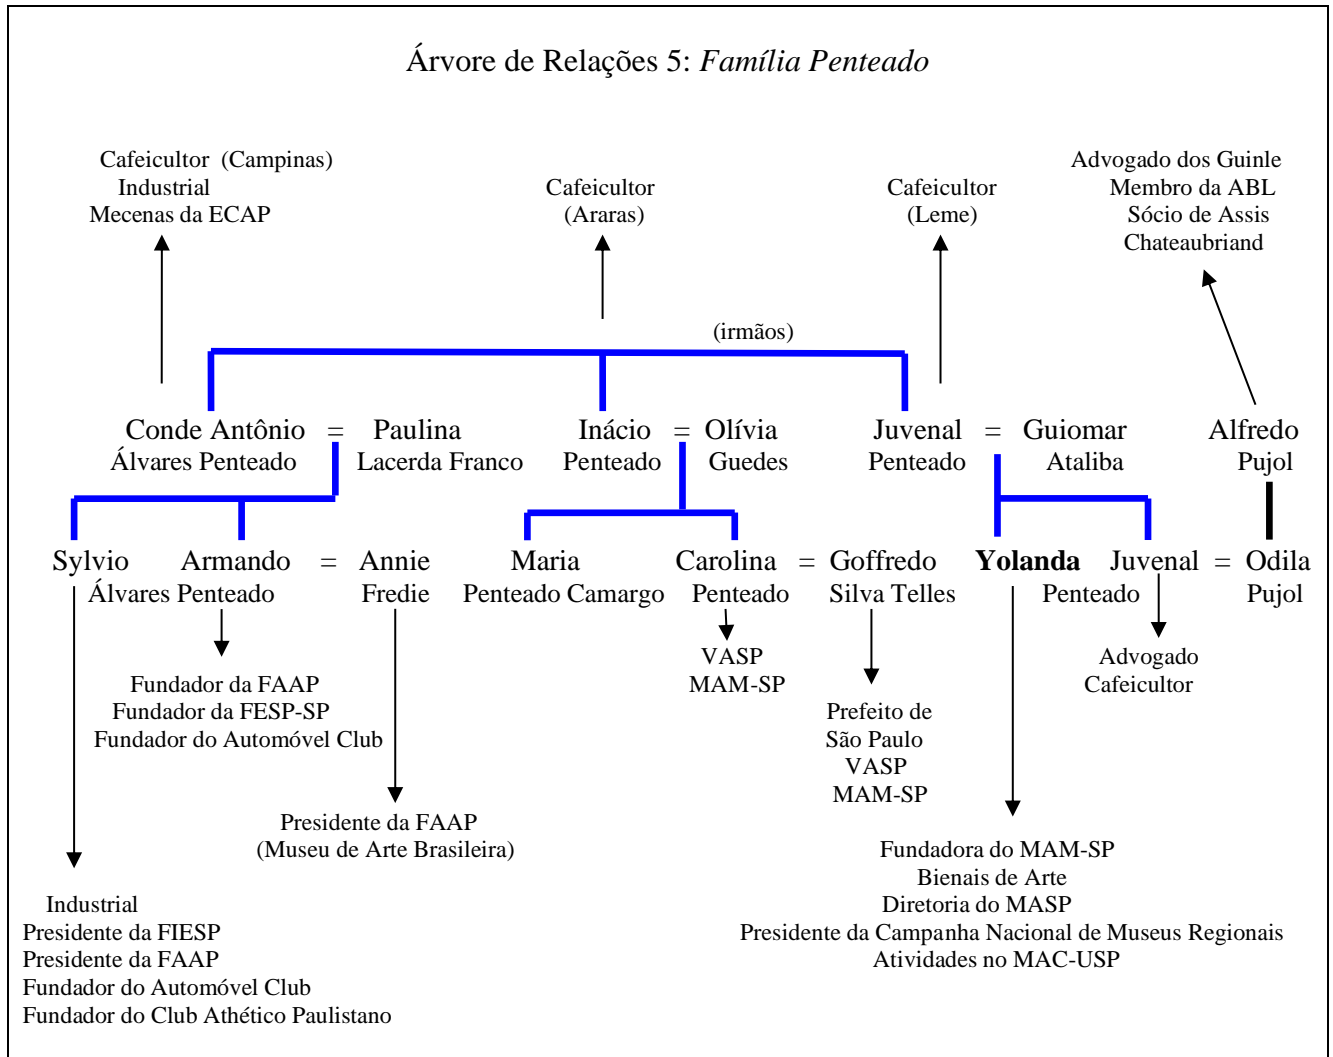 Árvore de Relações 5: Família Penteado
Cafeicultor (Campinas)
Industrial
Mecenas da ECAP
Cafeicultor
(Araras)
Cafeicultor
(Leme)
Advogado dos Guinle
Membro da ABL
Sócio de Assis
Chateaubriand
(irmãos)
Conde Antônio = Paulina
Álvares Penteado Lacerda Franco
Inácio = Olívia
Penteado Guedes
Juvenal = Guiomar
Penteado Ataliba
Alfredo
Pujol
Sylvio Armando = Annie
Álvares Penteado Fredie
Maria Carolina = Goffredo
Penteado Camargo Penteado Silva Telles
Yolanda Juvenal = Odila
Penteado Pujol
Fundador da FAAP
Fundador da FESP-SP
Fundador do Automóvel Club
VASP
MAM-SP
Advogado
Cafeicultor
Prefeito de
São Paulo
VASP
MAM-SP
Presidente da FAAP
(Museu de Arte Brasileira)
Fundadora do MAM-SP
Bienais de Arte
Diretoria do MASP
Presidente da Campanha Nacional de Museus Regionais
Atividades no MAC-USP
Industrial
Presidente da FIESP
Presidente da FAAP
Fundador do Automóvel Club
Fundador do Club Athético Paulistano